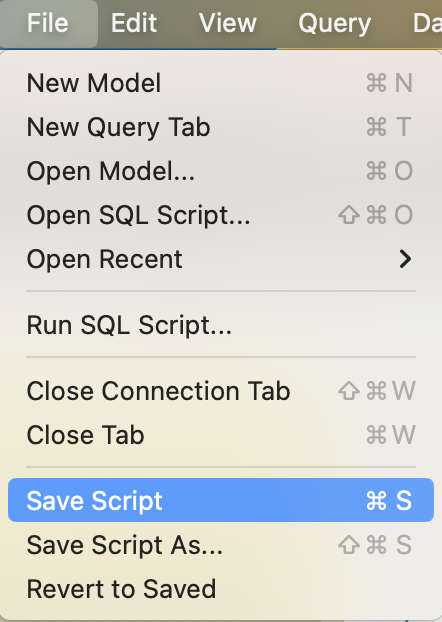 File Edit View Query Da
New Model ⌘ N
New Query Tab ⌘ T
Open Model... ⌘ O
Open SQL Script... ⇧ ⌘ O
Open Recent >
Run SQL Script...
Close Connection Tab ⇧ ⌘ W
Close Tab ⌘ W
Save Script ⌘ S
Save Script As... ⇧ ⌘ S
Revert to Saved